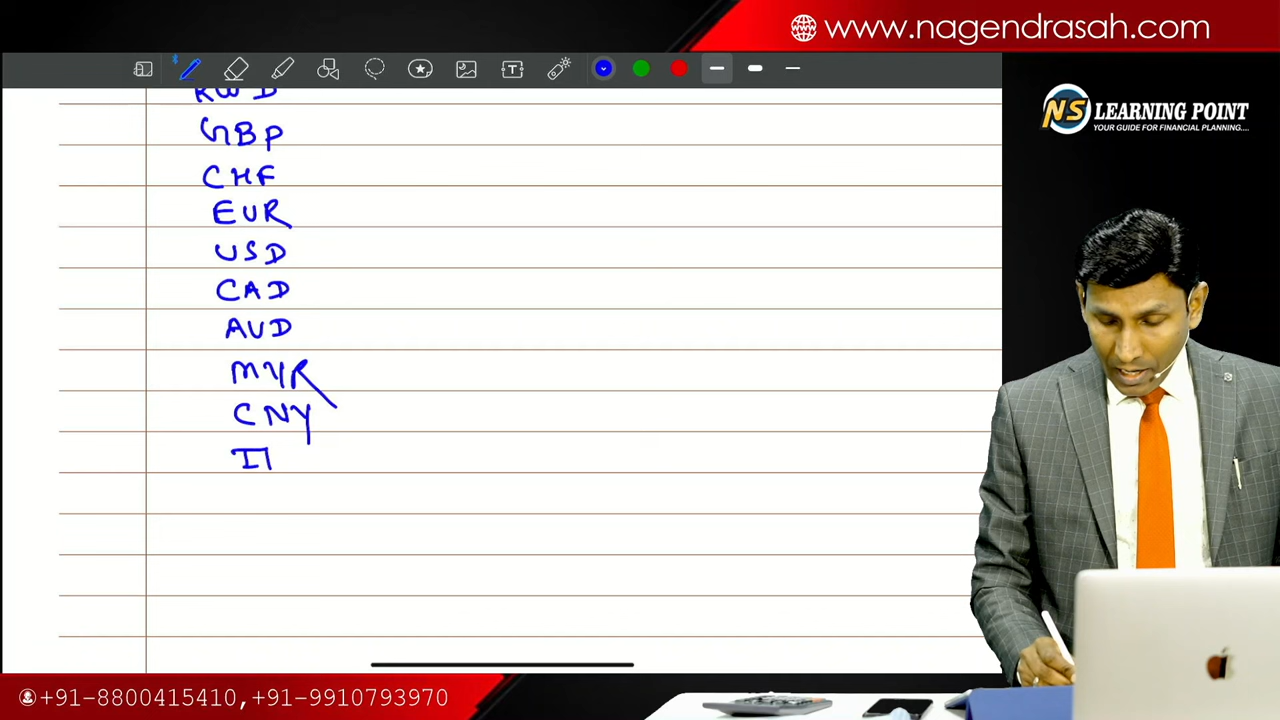 www.nagendrasah.com
NS LEARNING POINT
YOUR GUIDE FOR FINANCIAL PLANNING....
GBP
CHF
EUR
USD
CAD
AUD
MYR
CNY
+91-8800415410,+91-9910793970